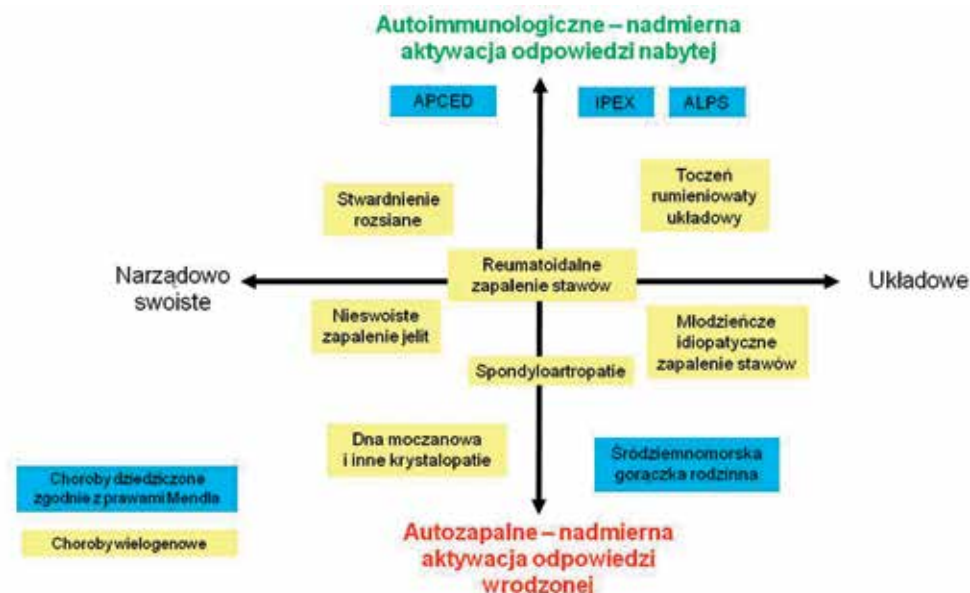 Autoimmunologiczne – nadmierna
aktywacja odpowiedzi nabytej
APCED
IPEX
ALPS
Stwardnienie
rozsiane
Toczeń
rumieniowaty
układowy
Narządowo
swoiste
Reumatoidalne
zapalenie stawów
Układowe
Nieswoiste
zapalenie jelit
Młodzieńcze
idiopatyczne
zapalenie stawów
Spondyloartropatie
Dna moczanowa
i inne krystalopatie
Śródziemnomorska
gorączka rodzinna
Choroby dziedziczone
zgodnie z prawami Mendla
Choroby wielogenowe
Autozapalne – nadmierna
aktywacja odpowiedzi
wrodzonej